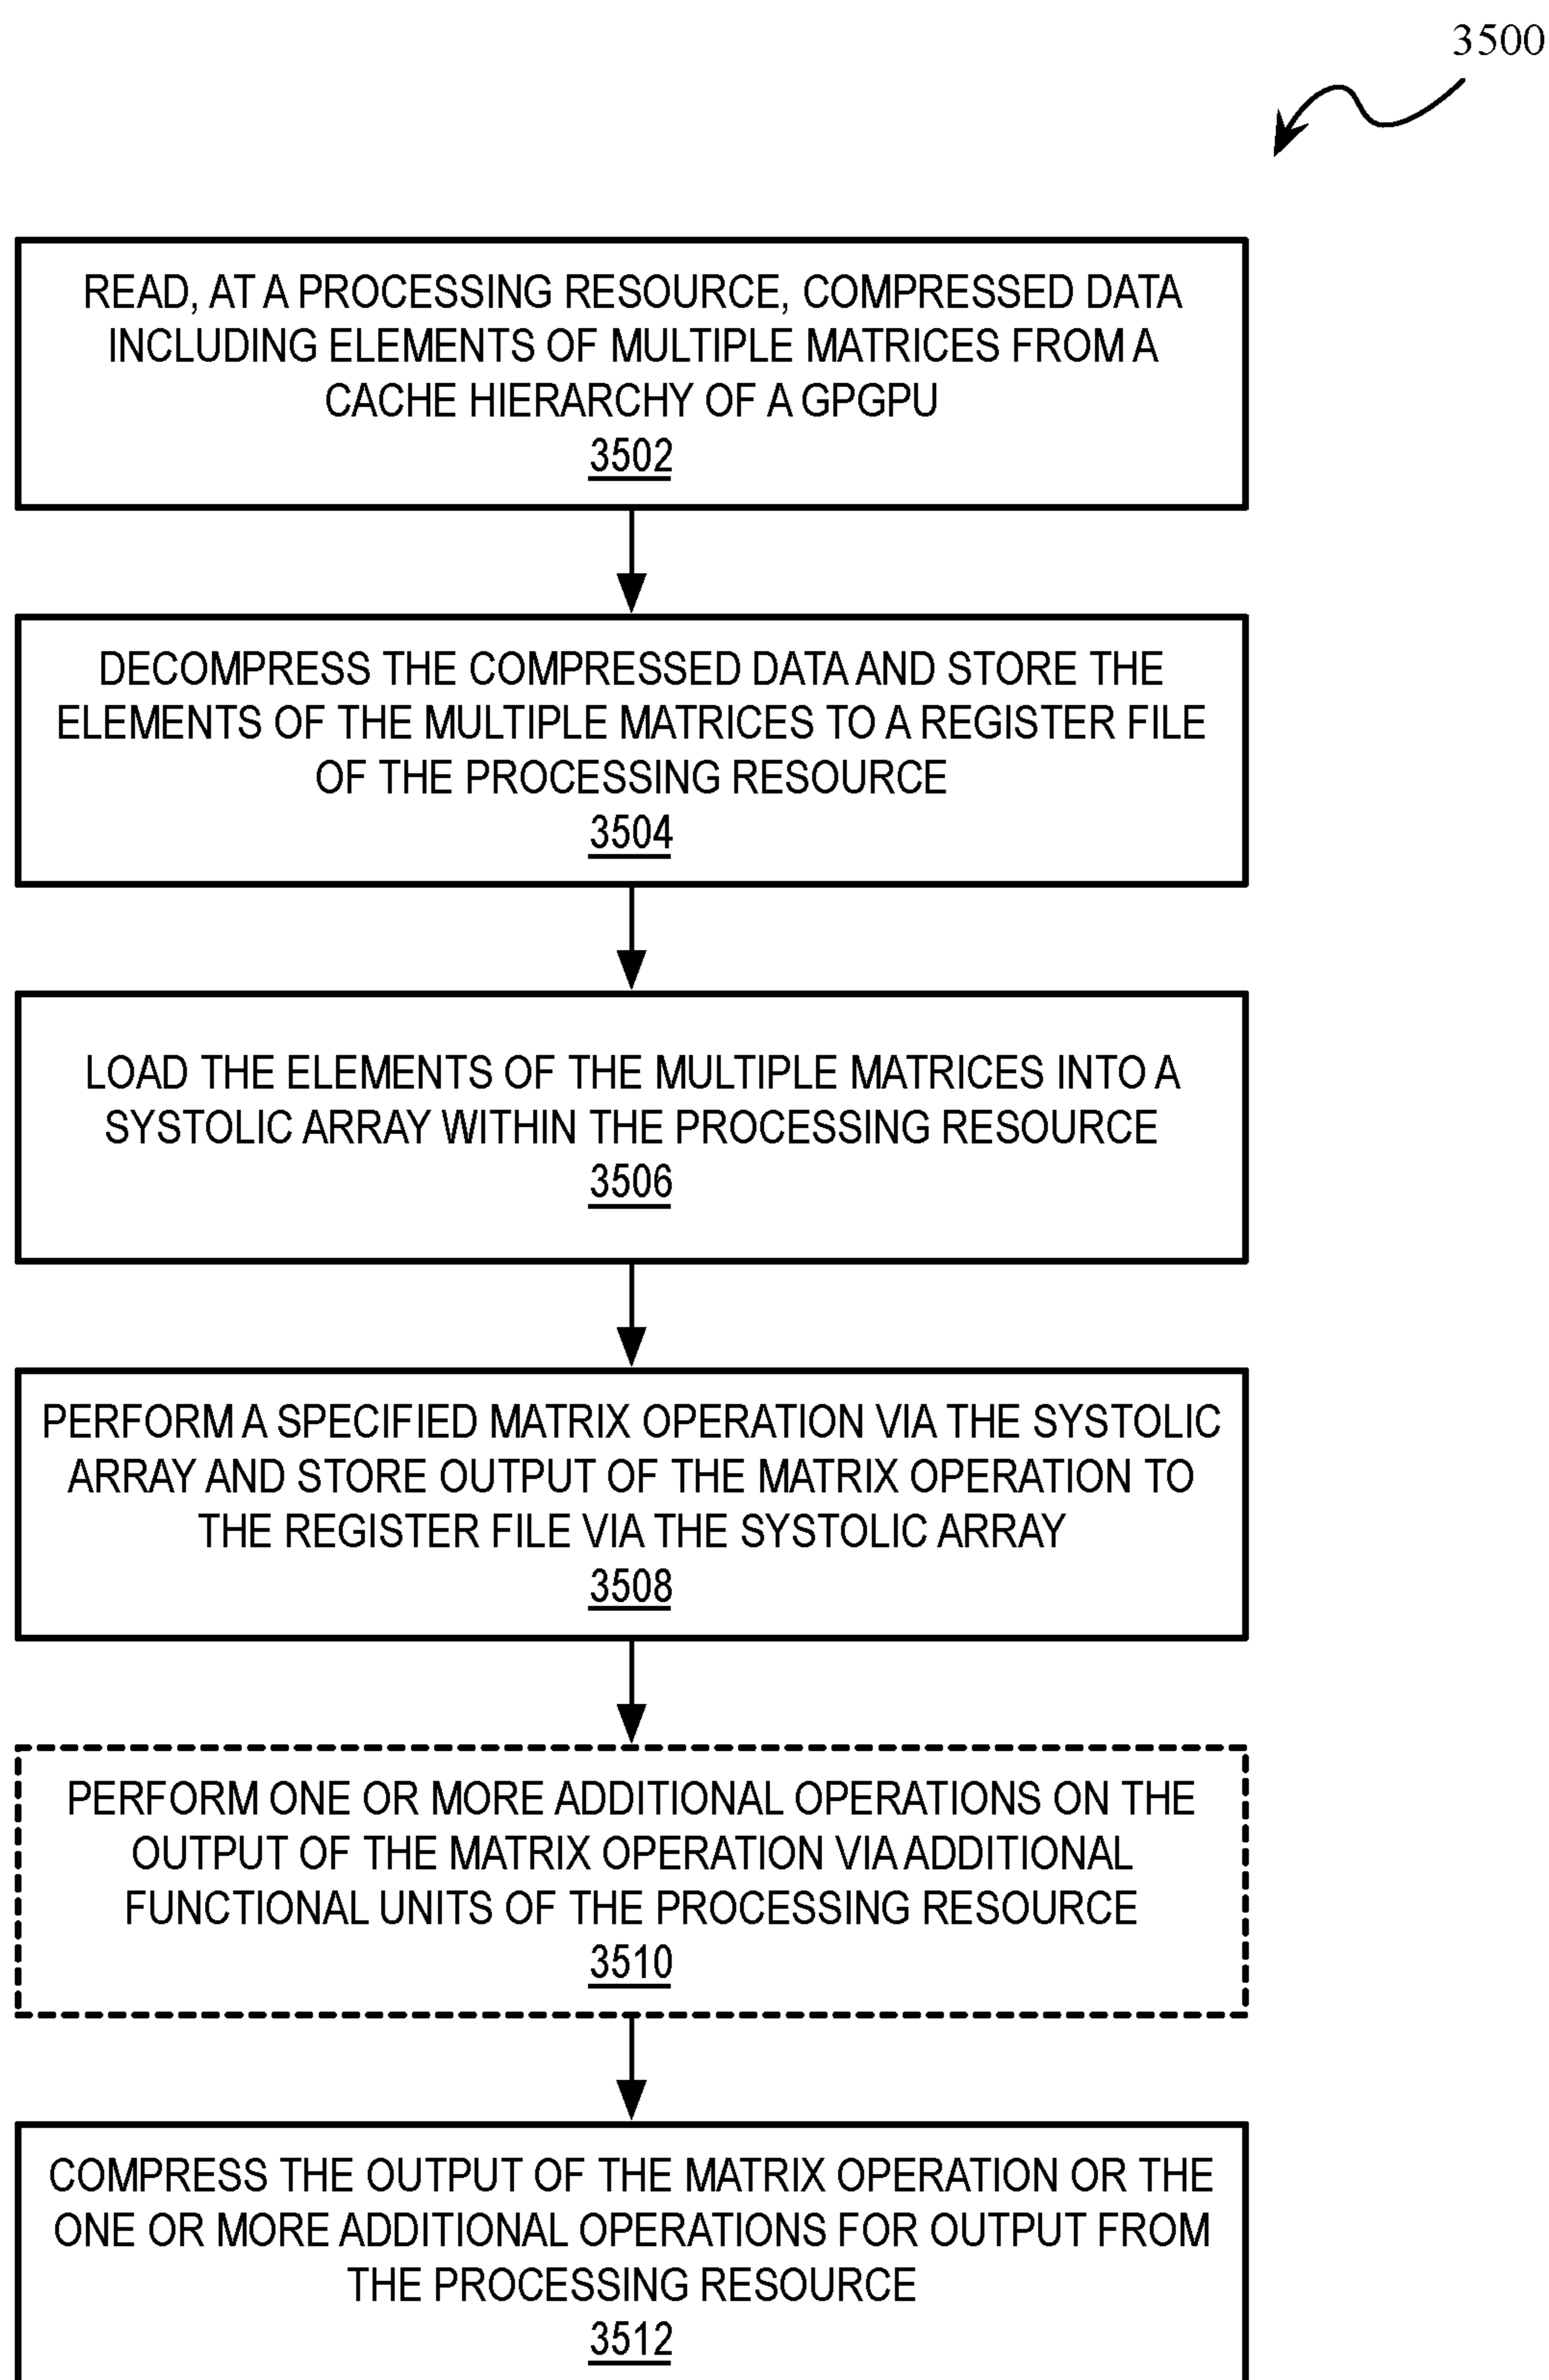 3500
READ, AT A PROCESSING RESOURCE, COMPRESSED DATA
INCLUDING ELEMENTS OF MULTIPLE MATRICES FROM A
CACHE HIERARCHY OF A GPGPU
3502
DECOMPRESS THE COMPRESSED DATA AND STORE THE
ELEMENTS OF THE MULTIPLE MATRICES TO A REGISTER FILE
OF THE PROCESSING RESOURCE
3504
LOAD THE ELEMENTS OF THE MULTIPLE MATRICES INTO A
SYSTOLIC ARRAY WITHIN THE PROCESSING RESOURCE
3506
PERFORM A SPECIFIED MATRIX OPERATION VIA THE SYSTOLIC
ARRAY AND STORE OUTPUT OF THE MATRIX OPERATION TO
THE REGISTER FILE VIA THE SYSTOLIC ARRAY
3508
PERFORM ONE OR MORE ADDITIONAL OPERATIONS ON THE
OUTPUT OF THE MATRIX OPERATION VIA ADDITIONAL
FUNCTIONAL UNITS OF THE PROCESSING RESOURCE
3510
COMPRESS THE OUTPUT OF THE MATRIX OPERATION OR THE
ONE OR MORE ADDITIONAL OPERATIONS FOR OUTPUT FROM
THE PROCESSING RESOURCE
3512